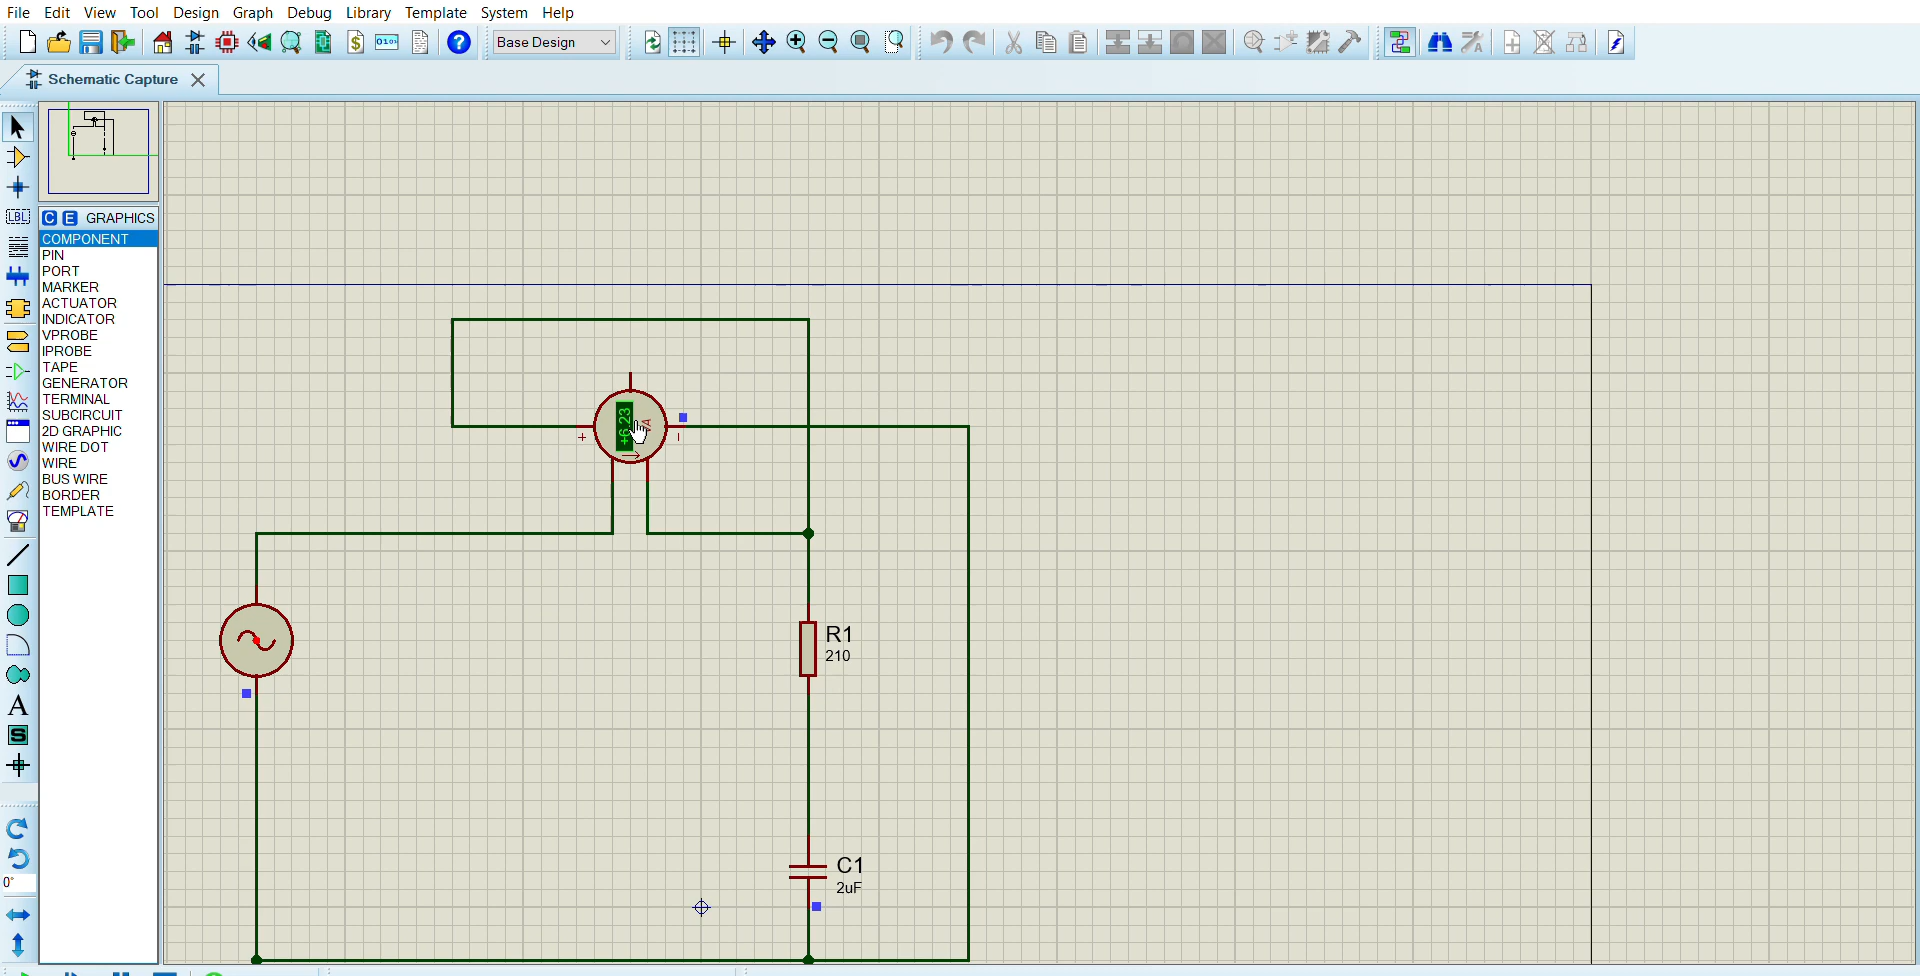 File Edit View Tool Design Graph Debug Library Template System Help
Base Design
Schematic Capture
C E GRAPHICS
COMPONENT
PIN
PORT
MARKER
ACTUATOR
INDICATOR
VPROBE
IPROBE
TAPE
GENERATOR
TERMINAL
SUBCIRCUIT
2D GRAPHIC
WIRE DOT
WIRE
BUS WIRE
BORDER
TEMPLATE
LBL
A
S
0°
+6.23
VA
+
R1
210
C1
2uF